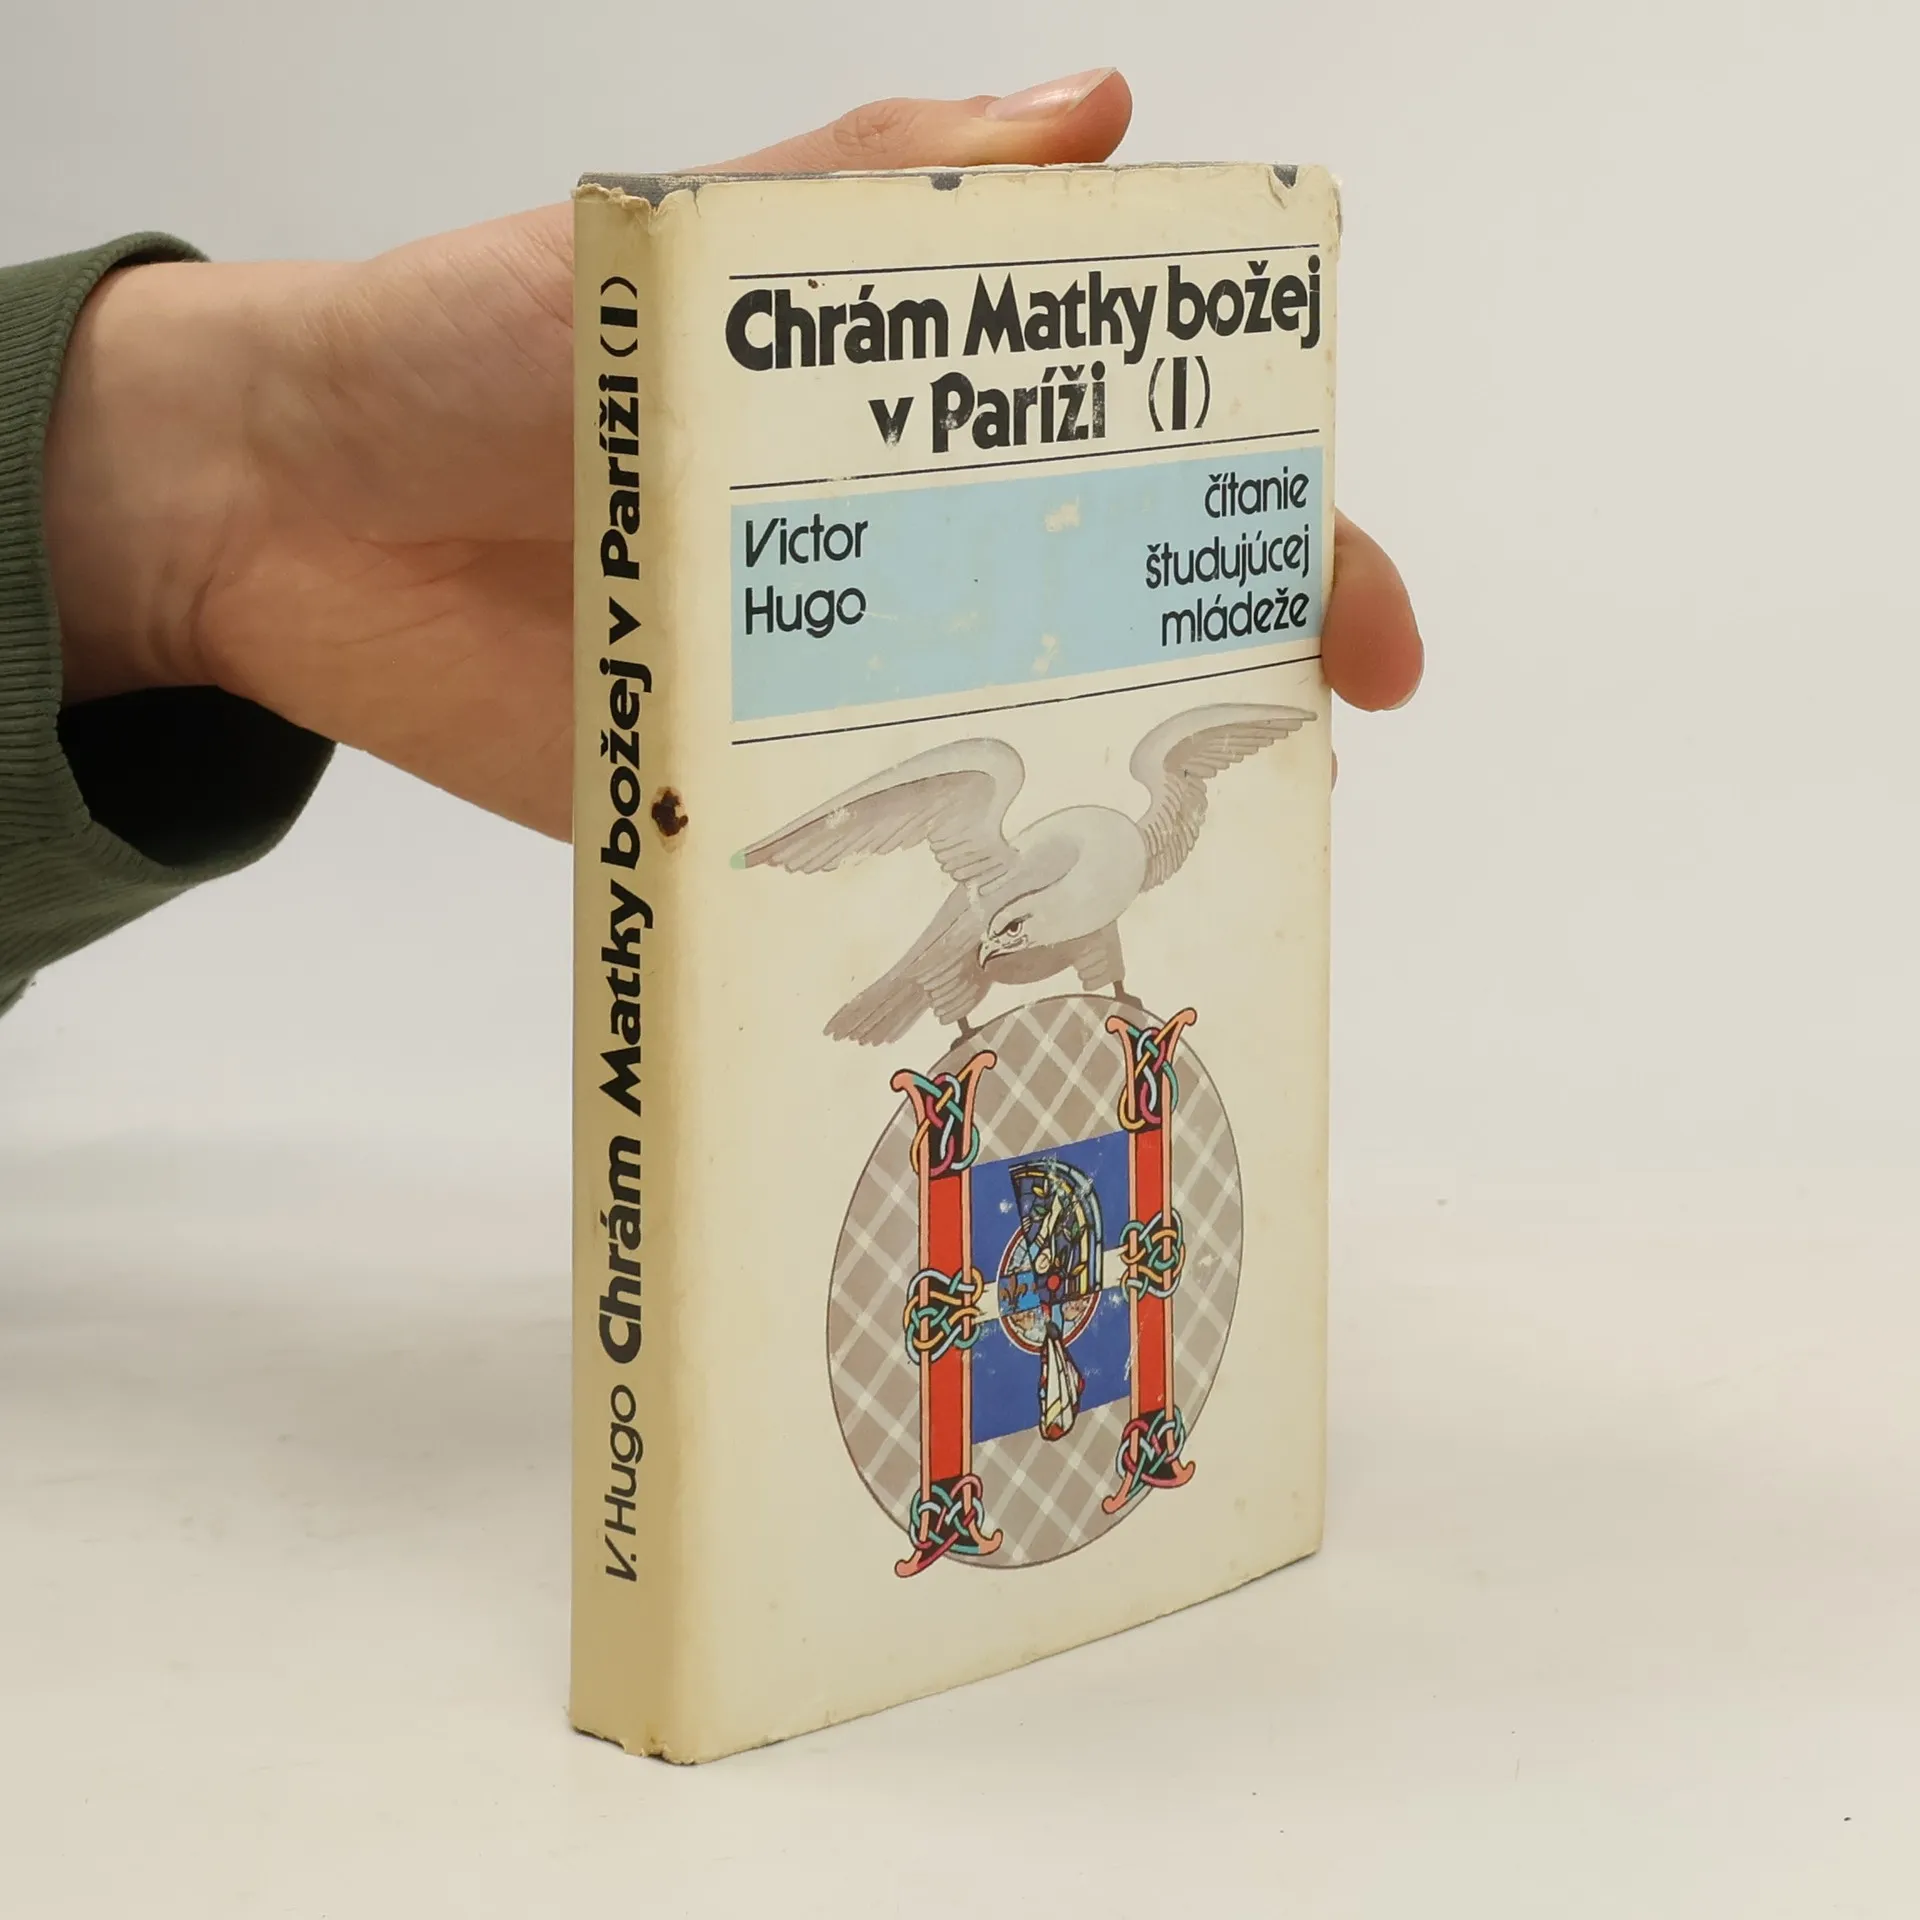 Chrám Matky božej
v Paríži (I)
Victor
Hugo
čítanie
študujúcej
mládeže
V. Hugo Chrám Matky božej v Paríži (I)